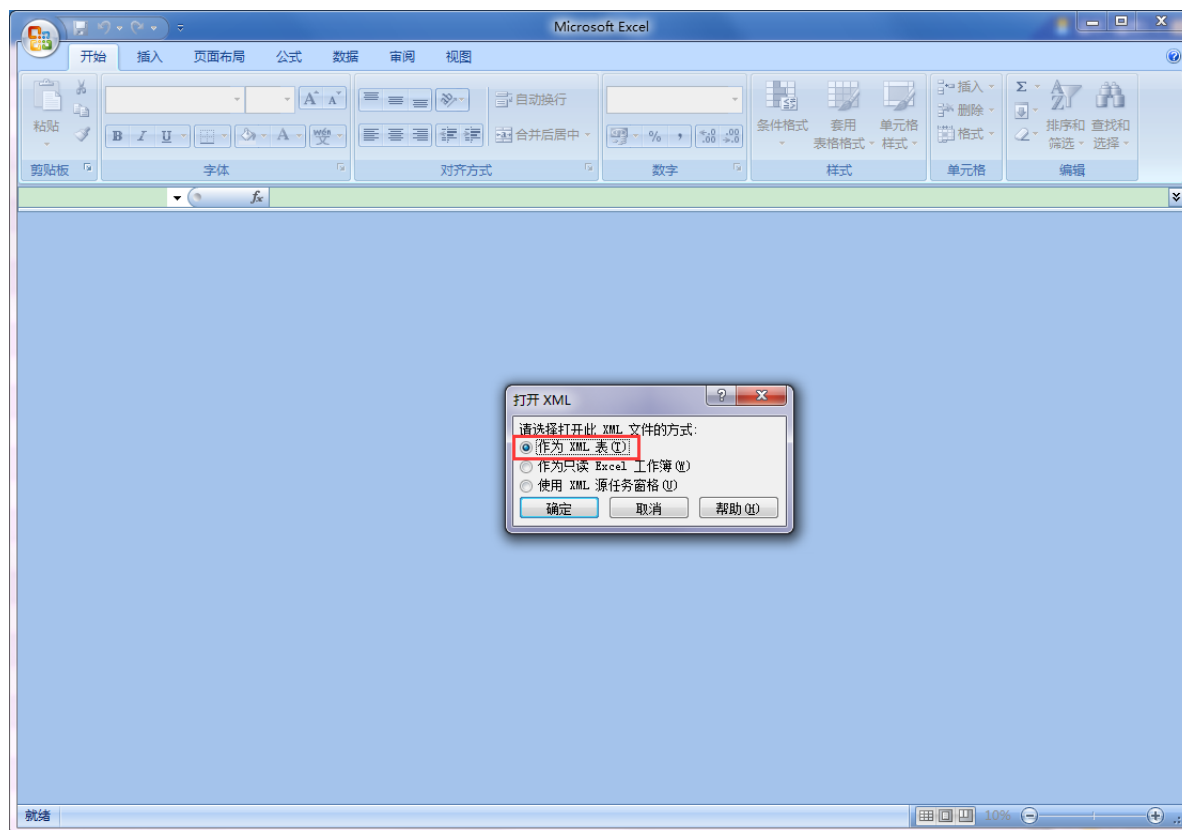 Microsoft Excel
开始 插入 页面布局 公式 数据 审阅 视图
粘贴
剪贴板
B I U A wén 文
A A
字体
自动换行
合并后居中
对齐方式
% , .0 .00 .00 .0
数字
条件格式
套用
表格格式
单元格
样式
样式
插入
删除
格式
单元格
Σ
A
Z
排序和
筛选
查找和
选择
编辑
fx
打开 XML
请选择打开此 XML 文件的方式:
作为 XML 表(T)
作为只读 Excel 工作簿(W)
使用 XML 源任务窗格(U)
确定 取消 帮助(H)
就绪 10%